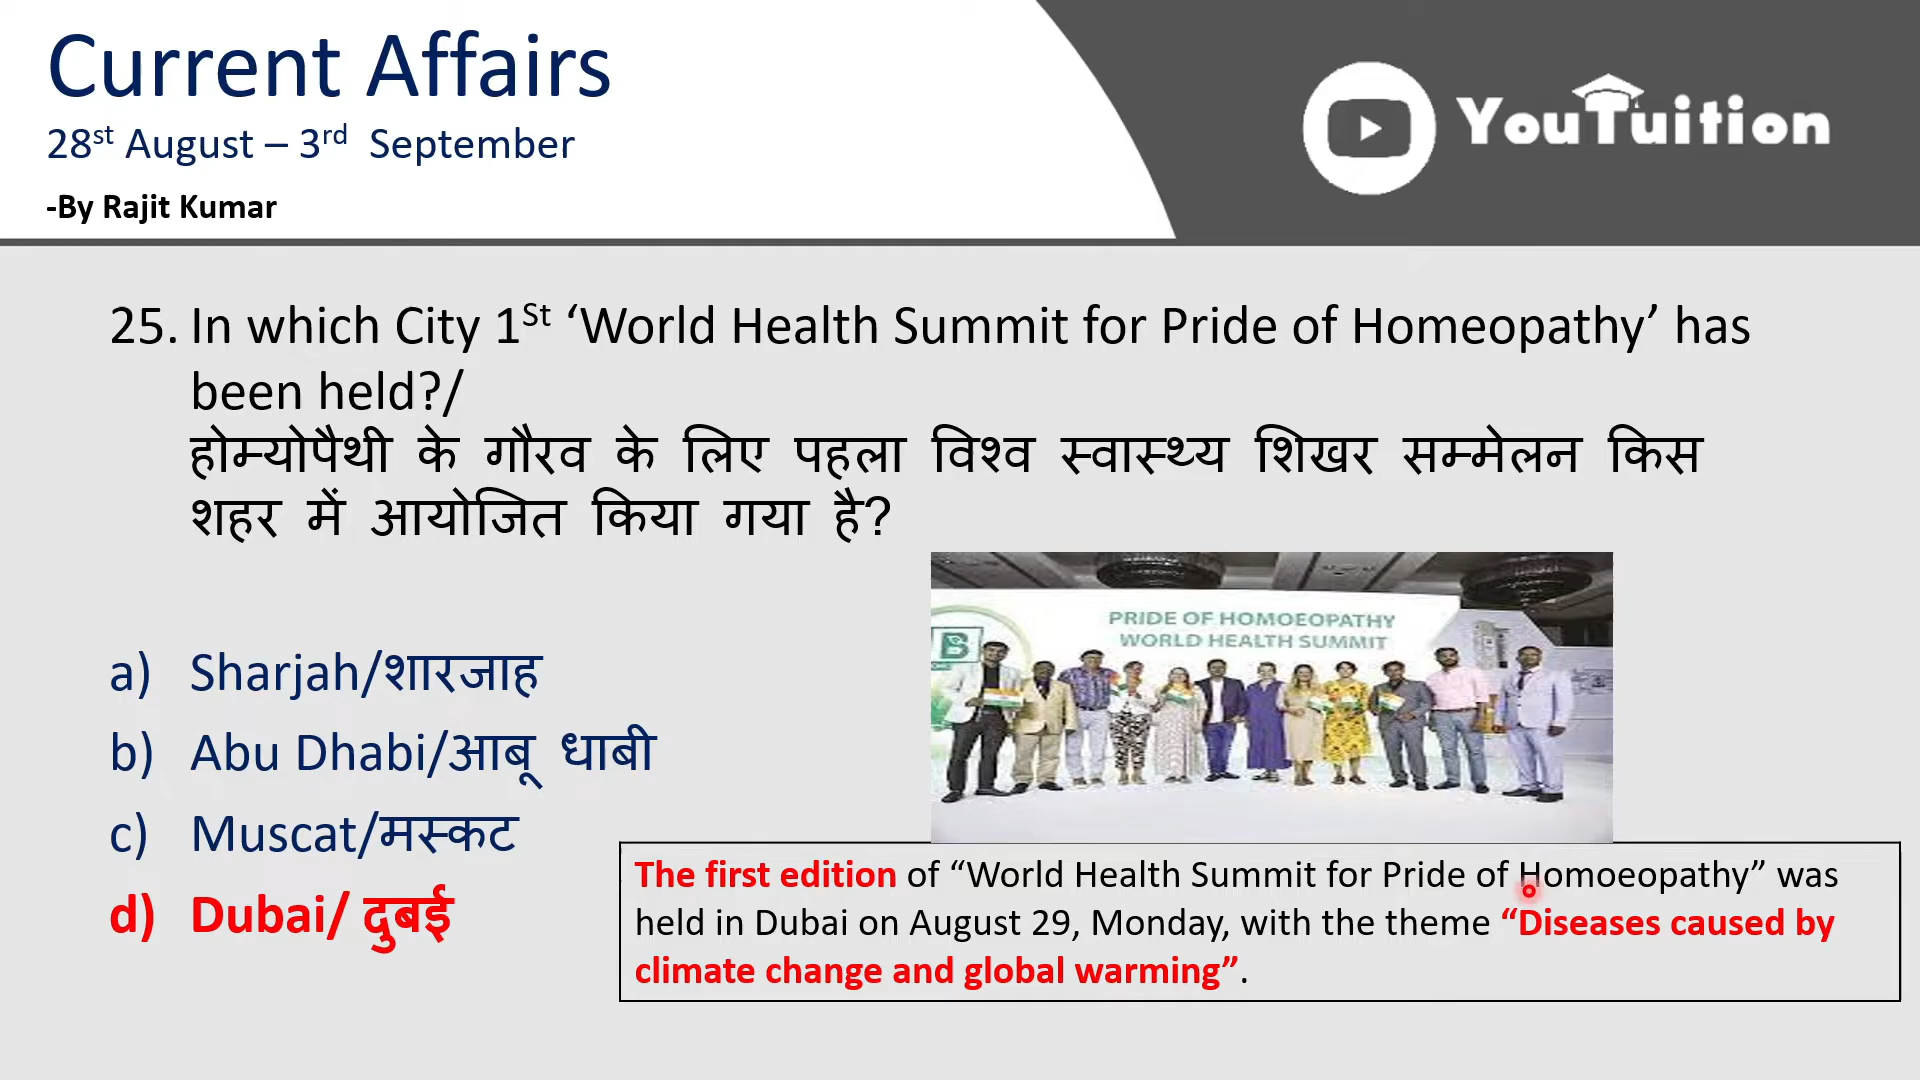 Current Affairs
28st August – 3rd September
-By Rajit Kumar
YouTuition
25. In which City 1St ‘World Health Summit for Pride of Homeopathy’ has
been held?/
होम्योपैथी के गौरव के लिए पहला विश्व स्वास्थ्य शिखर सम्मेलन किस
शहर में आयोजित किया गया है?
PRIDE OF HOMOEOPATHY
WORLD HEALTH SUMMIT
B
a) Sharjah/शारजाह
b) Abu Dhabi/आबू धाबी
c) Muscat/मस्कट
d) Dubai/ दुबई
The first edition of “World Health Summit for Pride of Homoeopathy” was
held in Dubai on August 29, Monday, with the theme “Diseases caused by
climate change and global warming”.